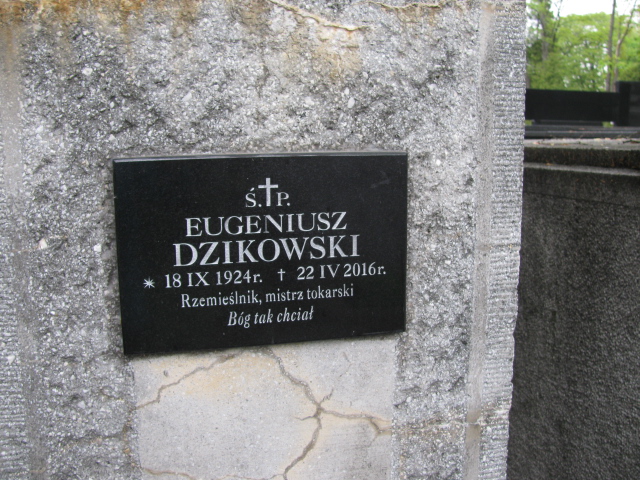 Ś.†P.
EUGENIUSZ
DZIKOWSKI
* 18 IX 1924r. † 22 IV 2016r.
Rzemieślnik, mistrz tokarski
Bóg tak chciał